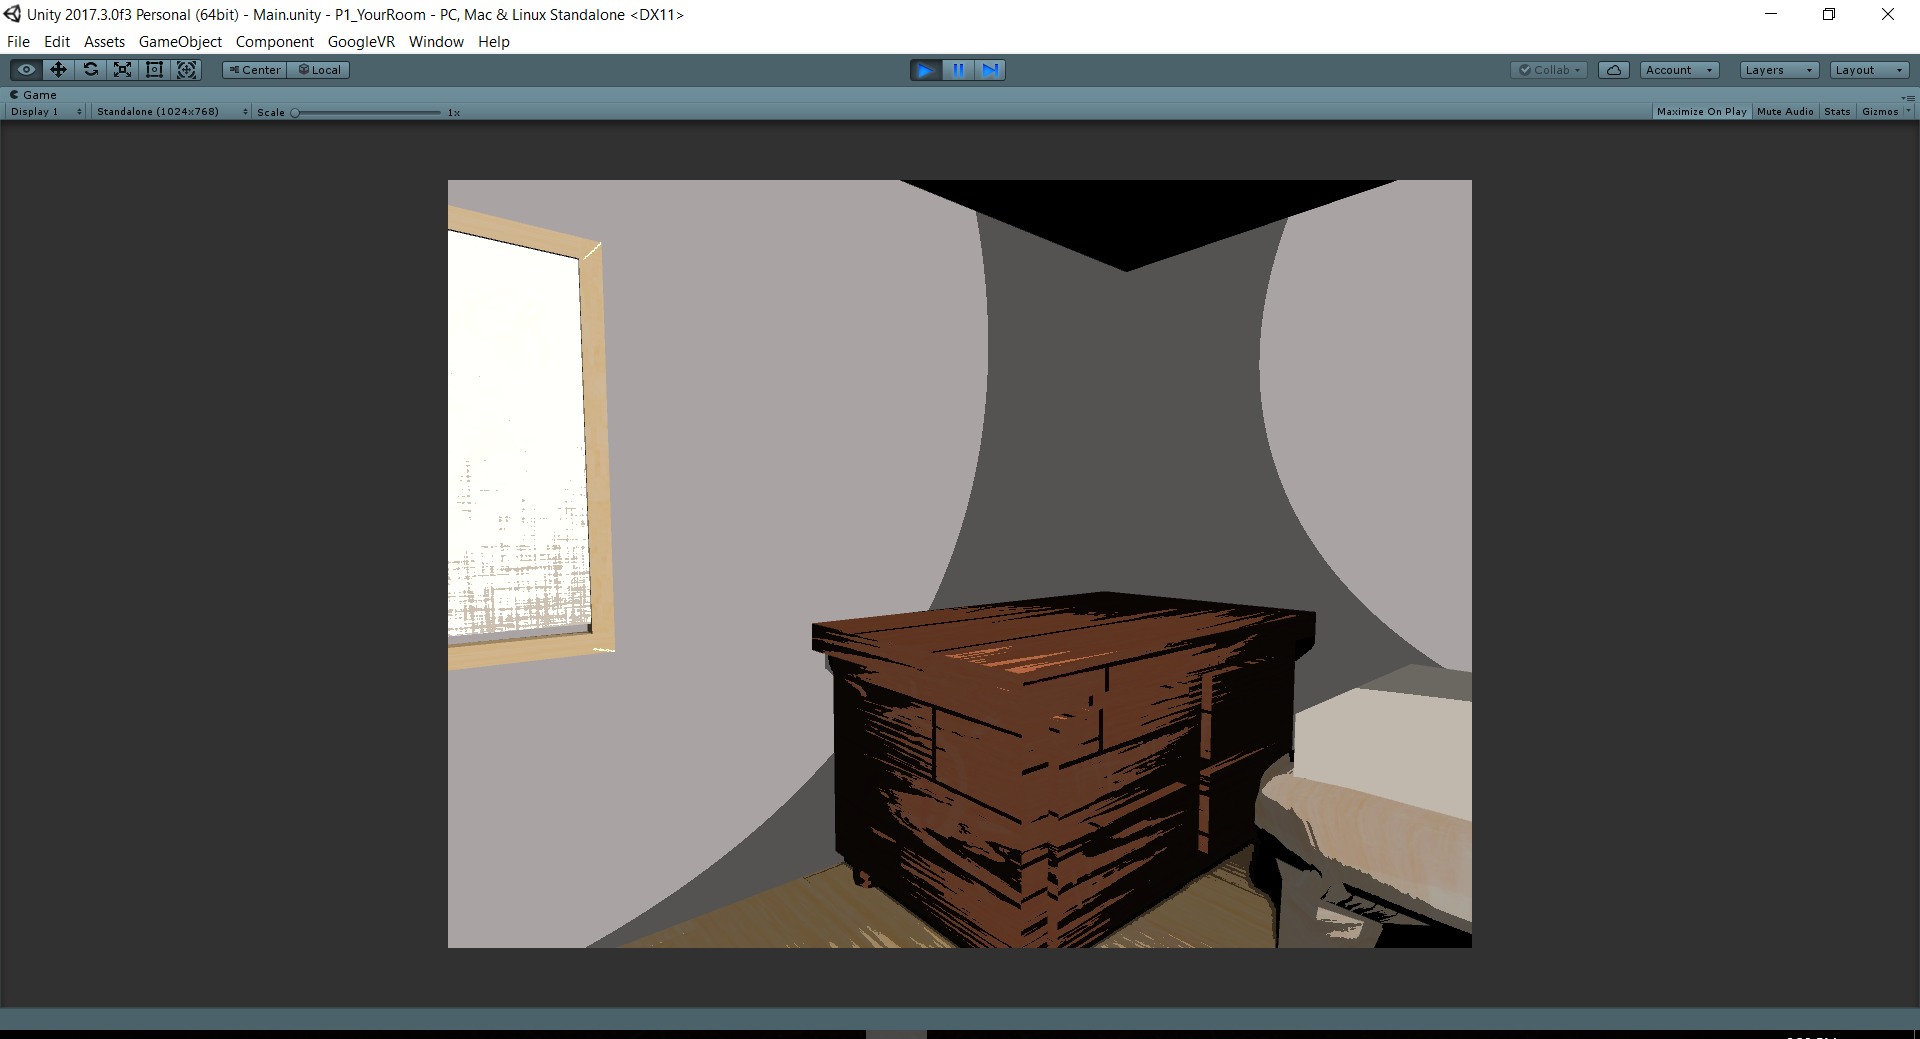 Unity 2017.3.0f3 Personal (64bit) - Main.unity - P1_YourRoom - PC, Mac & Linux Standalone <DX11>
File Edit Assets GameObject Component GoogleVR Window Help
Center Local Collab Account Layers Layout
Game
Display 1 Standalone (1024x768) Scale 1x Maximize On Play Mute Audio Stats Gizmos